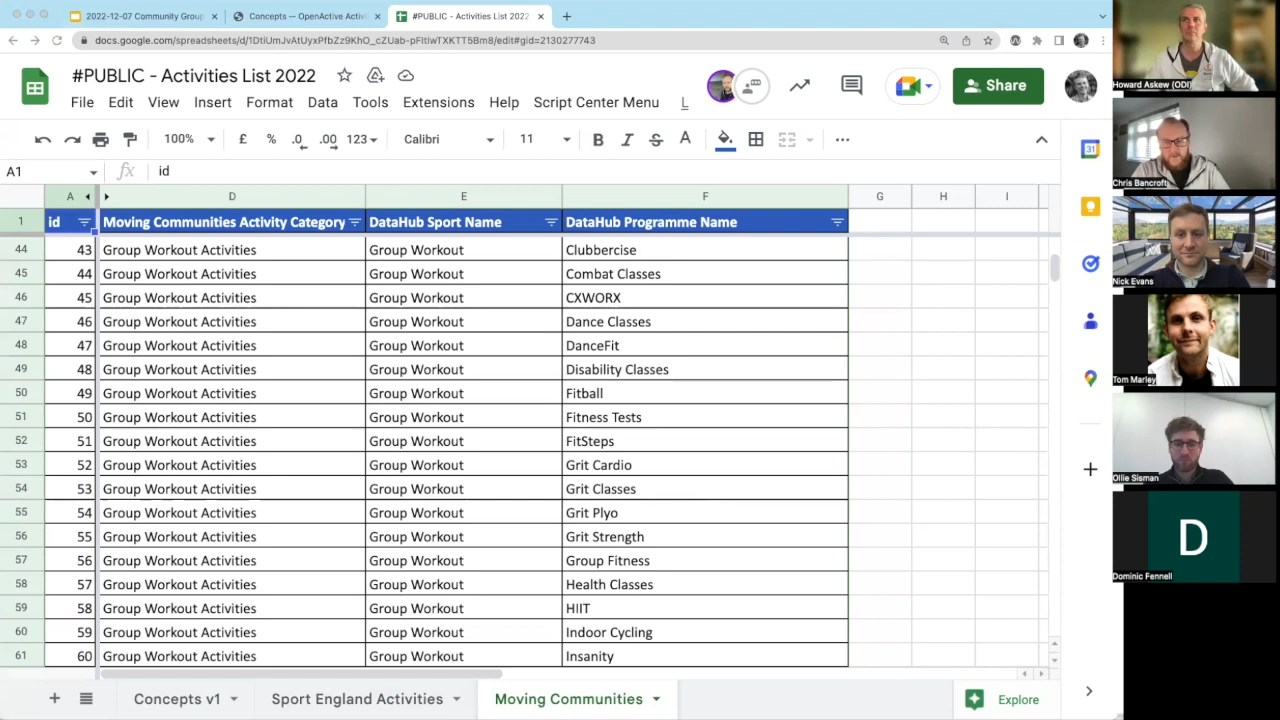 2022-12-07 Community Group
Concepts — OpenActive Activi
#PUBLIC - Activities List 2022
docs.google.com/spreadsheets/d/1DtiUmJvAtUyxPfbZz9KhO_cZUab-pFItIwTXKTT5Bm8/edit#gid=2130277743
#PUBLIC - Activities List 2022
Share
File Edit View Insert Format Data Tools Extensions Help Script Center Menu L
100% £ % .0 .00 123 Calibri 11 B I S A
A1 fx id
A D E F G H I
1 id Moving Communities Activity Category DataHub Sport Name DataHub Programme Name
44 43 Group Workout Activities Group Workout Clubbercise
45 44 Group Workout Activities Group Workout Combat Classes
46 45 Group Workout Activities Group Workout CXWORX
47 46 Group Workout Activities Group Workout Dance Classes
48 47 Group Workout Activities Group Workout DanceFit
49 48 Group Workout Activities Group Workout Disability Classes
50 49 Group Workout Activities Group Workout Fitball
51 50 Group Workout Activities Group Workout Fitness Tests
52 51 Group Workout Activities Group Workout FitSteps
53 52 Group Workout Activities Group Workout Grit Cardio
54 53 Group Workout Activities Group Workout Grit Classes
55 54 Group Workout Activities Group Workout Grit Plyo
56 55 Group Workout Activities Group Workout Grit Strength
57 56 Group Workout Activities Group Workout Group Fitness
58 57 Group Workout Activities Group Workout Health Classes
59 58 Group Workout Activities Group Workout HIIT
60 59 Group Workout Activities Group Workout Indoor Cycling
61 60 Group Workout Activities Group Workout Insanity
Concepts v1 Sport England Activities Moving Communities Explore
31
Howard Askew (ODI)
Chris Bancroft
Nick Evans
Tom Marley
Ollie Sisman
D
Dominic Fennell